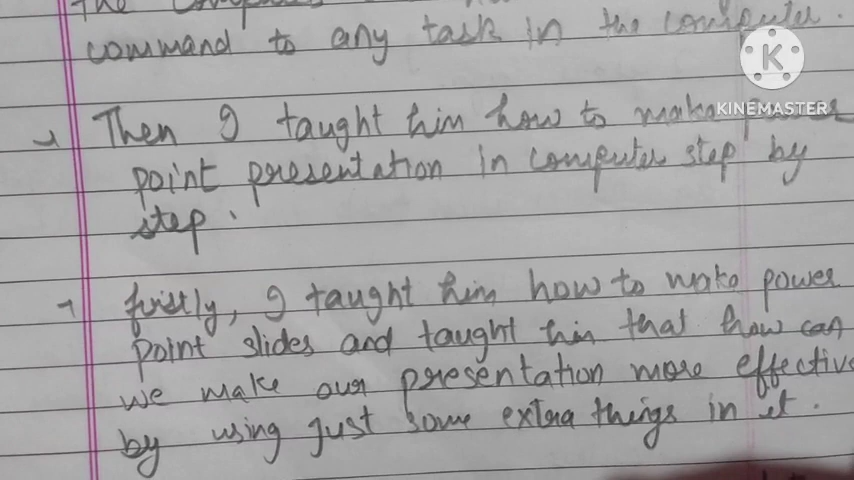 the computer
command to any task in the computer.
KINEMASTER
Then I taught him how to make power
point presentation in computer step by
step.
firstly, I taught him how to make power
point slides and taught him that how can
we make our presentation more effective
by using just some extra things in it.